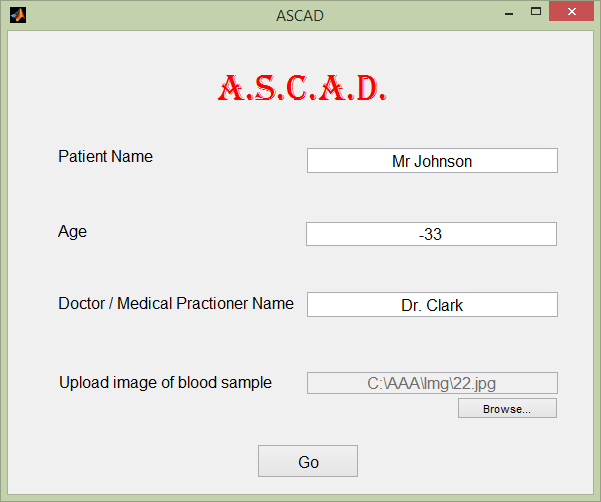 ASCAD
A.S.C.A.D.
Patient Name
Mr Johnson
Age
-33
Doctor / Medical Practioner Name
Dr. Clark
Upload image of blood sample
C:\AAA\Img\22.jpg
Browse...
Go